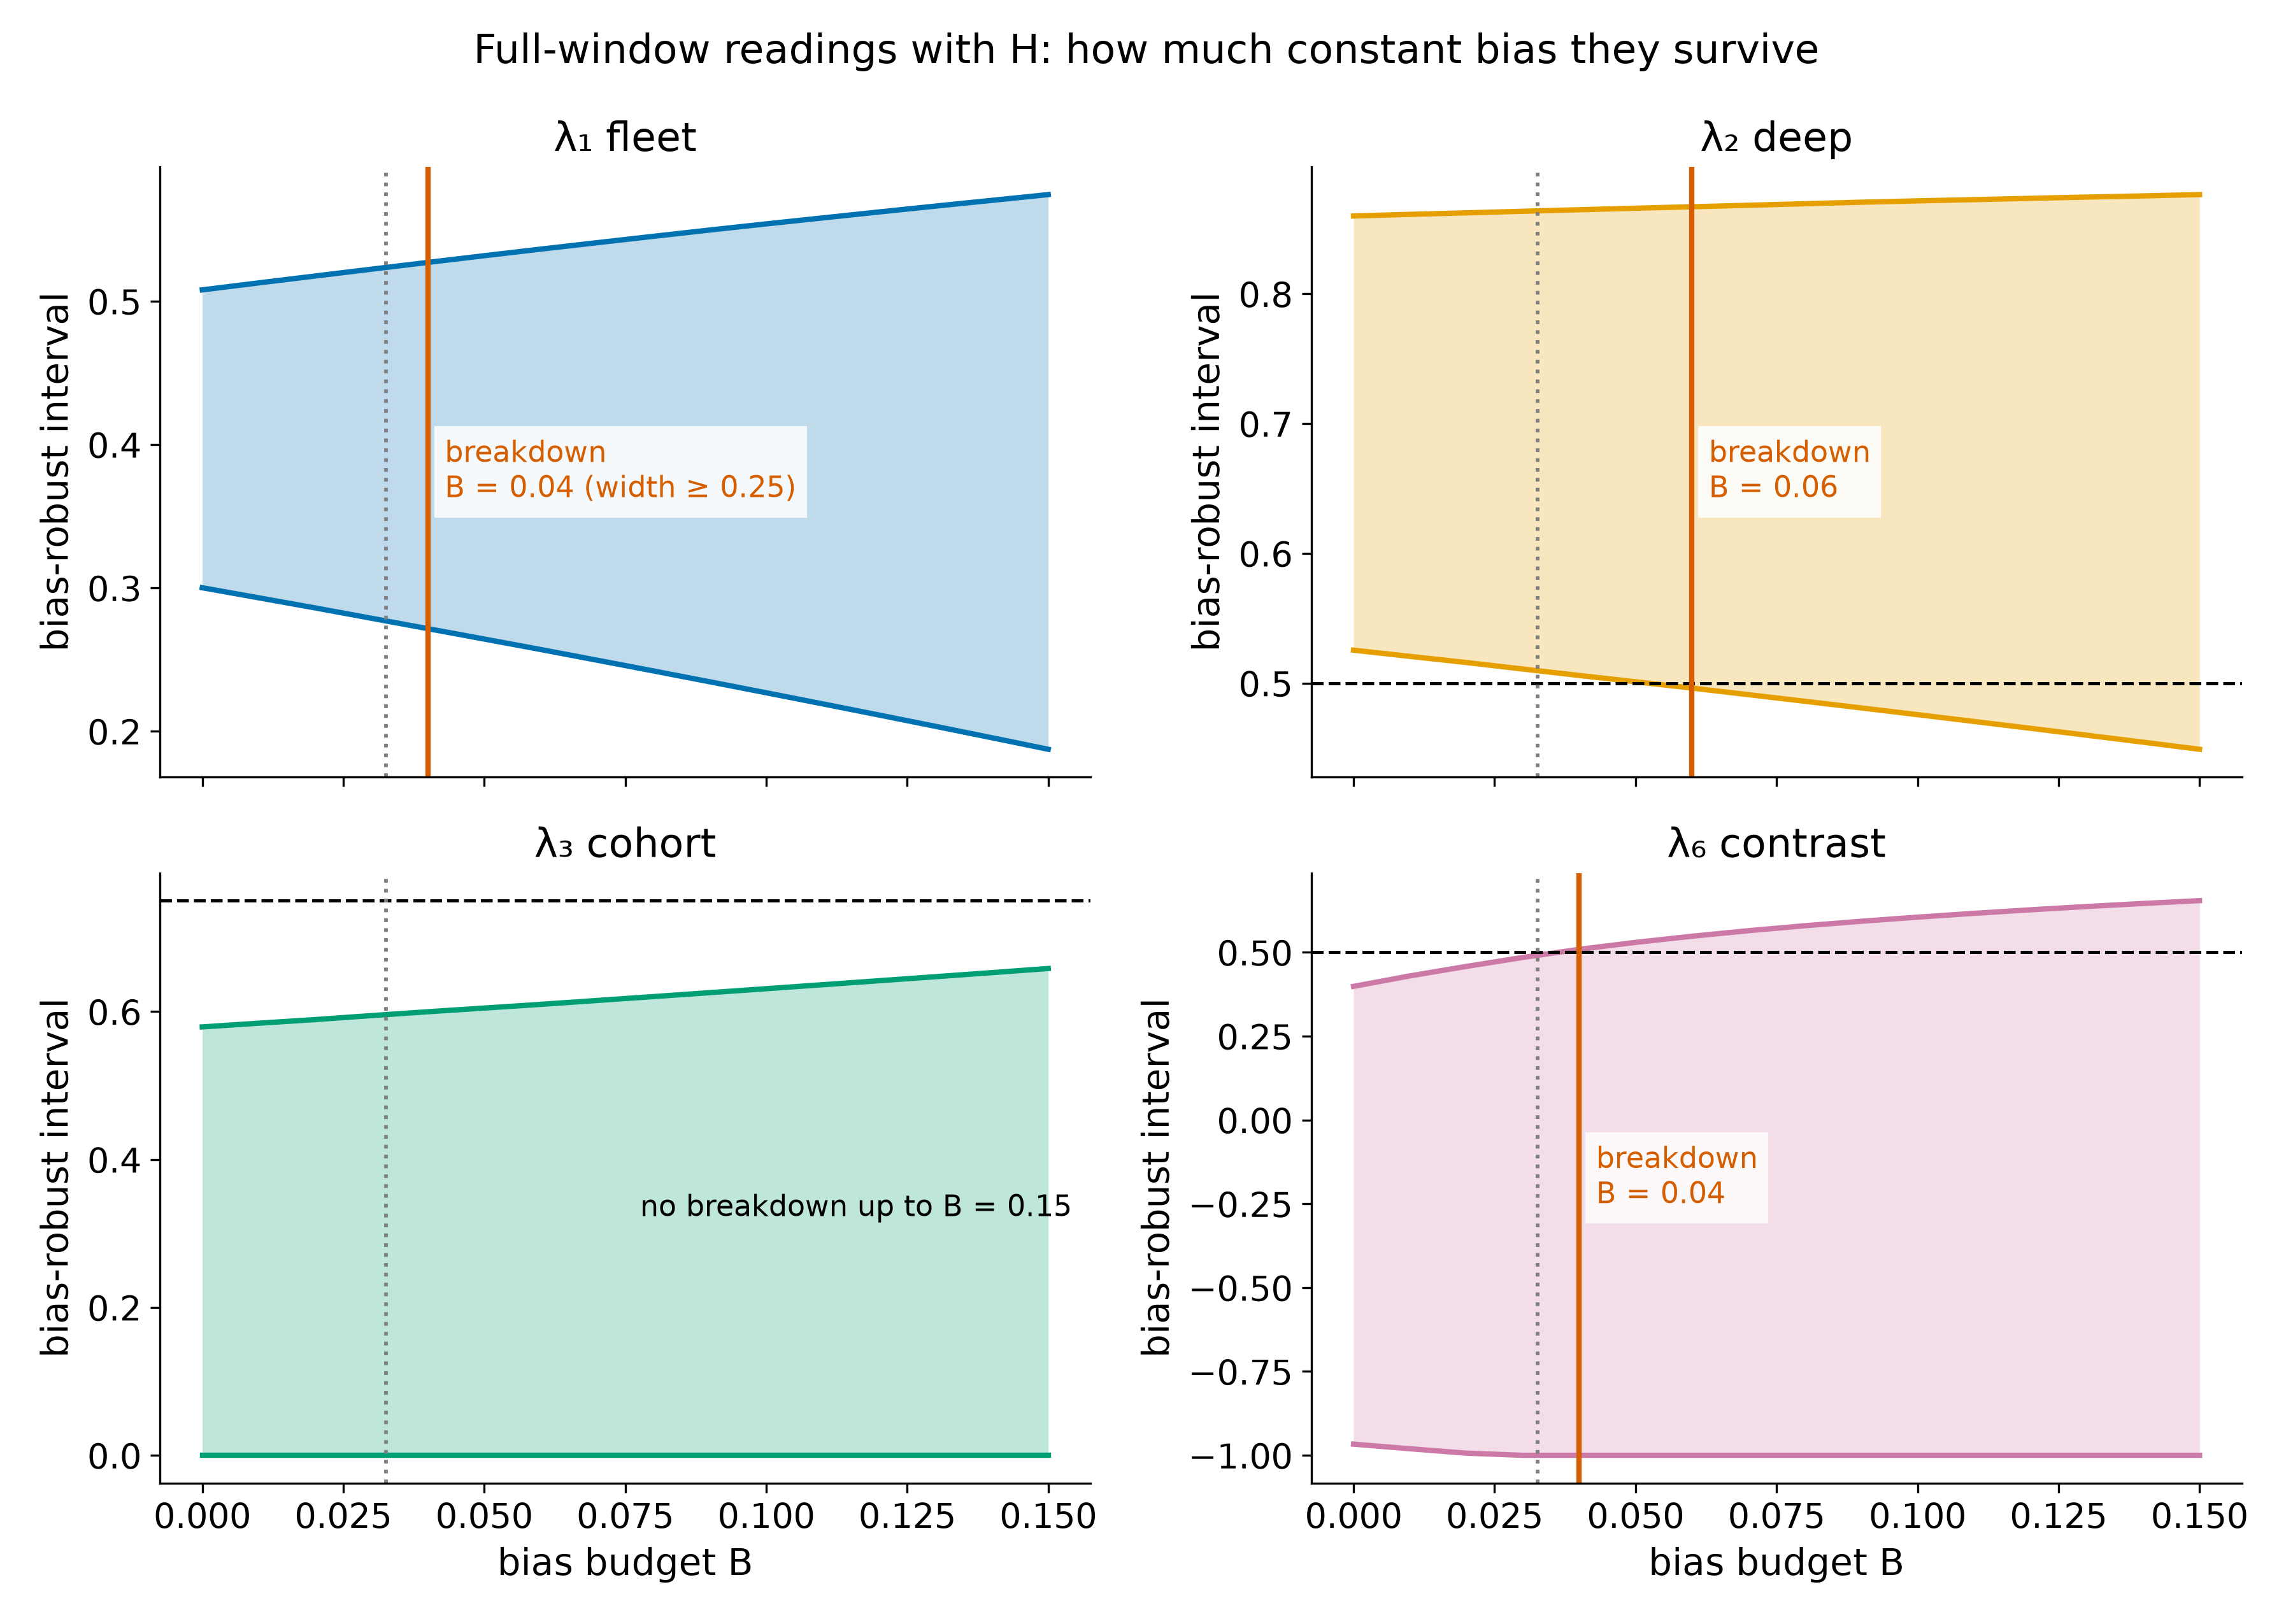 Full-window readings with H: how much constant bias they survive
λ₁ fleet
bias-robust interval
0.5
0.4
0.3
0.2
breakdown
B = 0.04 (width ≥ 0.25)
λ₂ deep
bias-robust interval
0.8
0.7
0.6
0.5
breakdown
B = 0.06
λ₃ cohort
bias-robust interval
0.6
0.4
0.2
0.0
no breakdown up to B = 0.15
0.000 0.025 0.050 0.075 0.100 0.125 0.150
bias budget B
λ₆ contrast
bias-robust interval
0.50
0.25
0.00
−0.25
−0.50
−0.75
−1.00
breakdown
B = 0.04
0.000 0.025 0.050 0.075 0.100 0.125 0.150
bias budget B